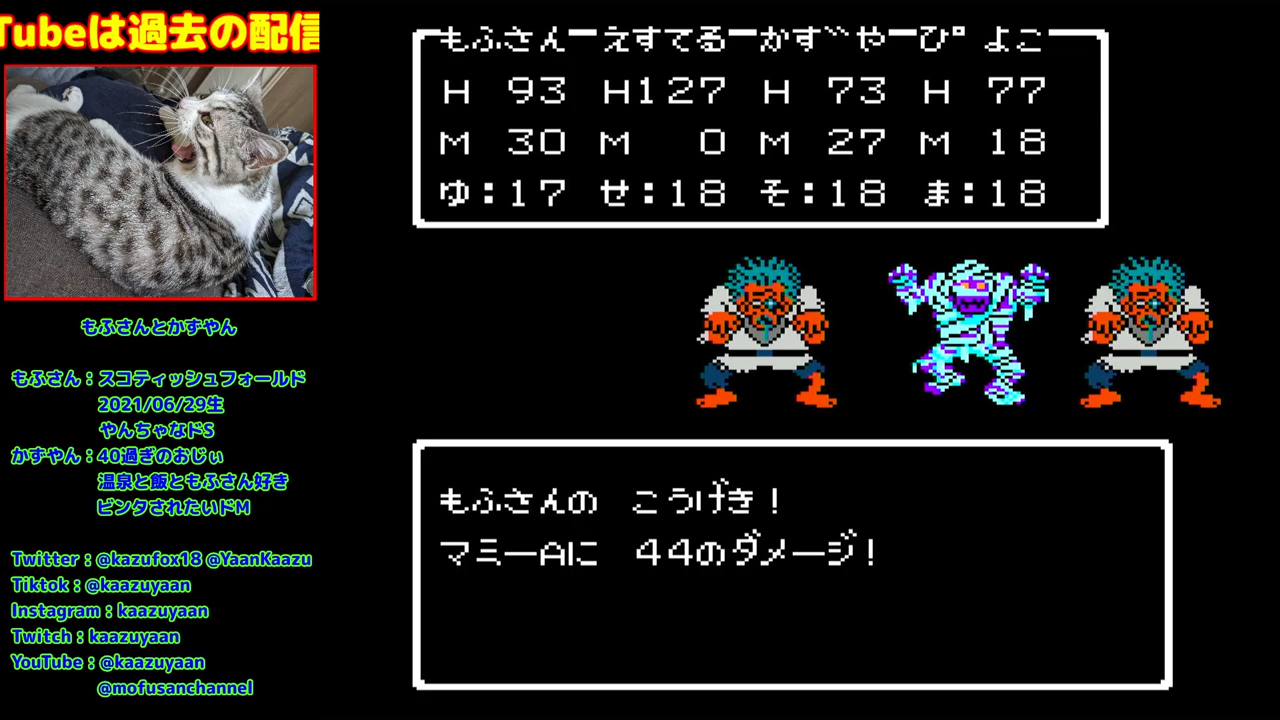 Tubeは過去の配信
もふさんとかずやん
もふさん：スコティッシュフォールド
2021/06/29生
やんちゃなドS
かずやん：40過ぎのおじぃ
温泉と飯ともふさん好き
ビンタされたいドM
Twitter：@kazufox18 @YaanKaazu
Tiktok：@kaazuyaan
Instagram：kaazuyaan
Twitch：kaazuyaan
YouTube：@kaazuyaan
@mofusanchannel
もふさん えすてる かずや ぴよこ
H 93 H127 H 73 H 77
M 30 M 0 M 27 M 18
ゆ:17 せ:18 そ:18 ま:18
もふさんの こうげき！
マミーAに 44のダメージ！